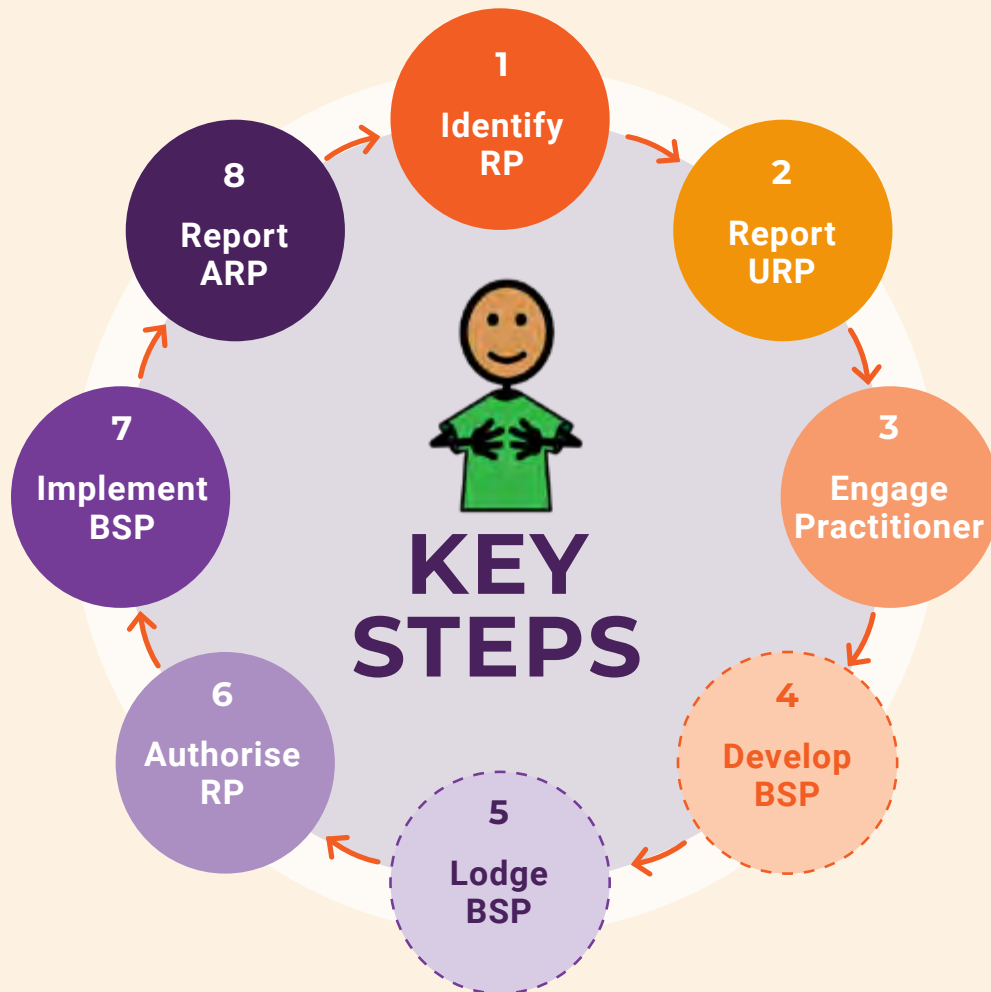 1
Identify
RP
2
Report
URP
3
Engage
Practitioner
4
Develop
BSP
5
Lodge
BSP
6
Authorise
RP
7
Implement
BSP
8
Report
ARP
KEY
STEPS